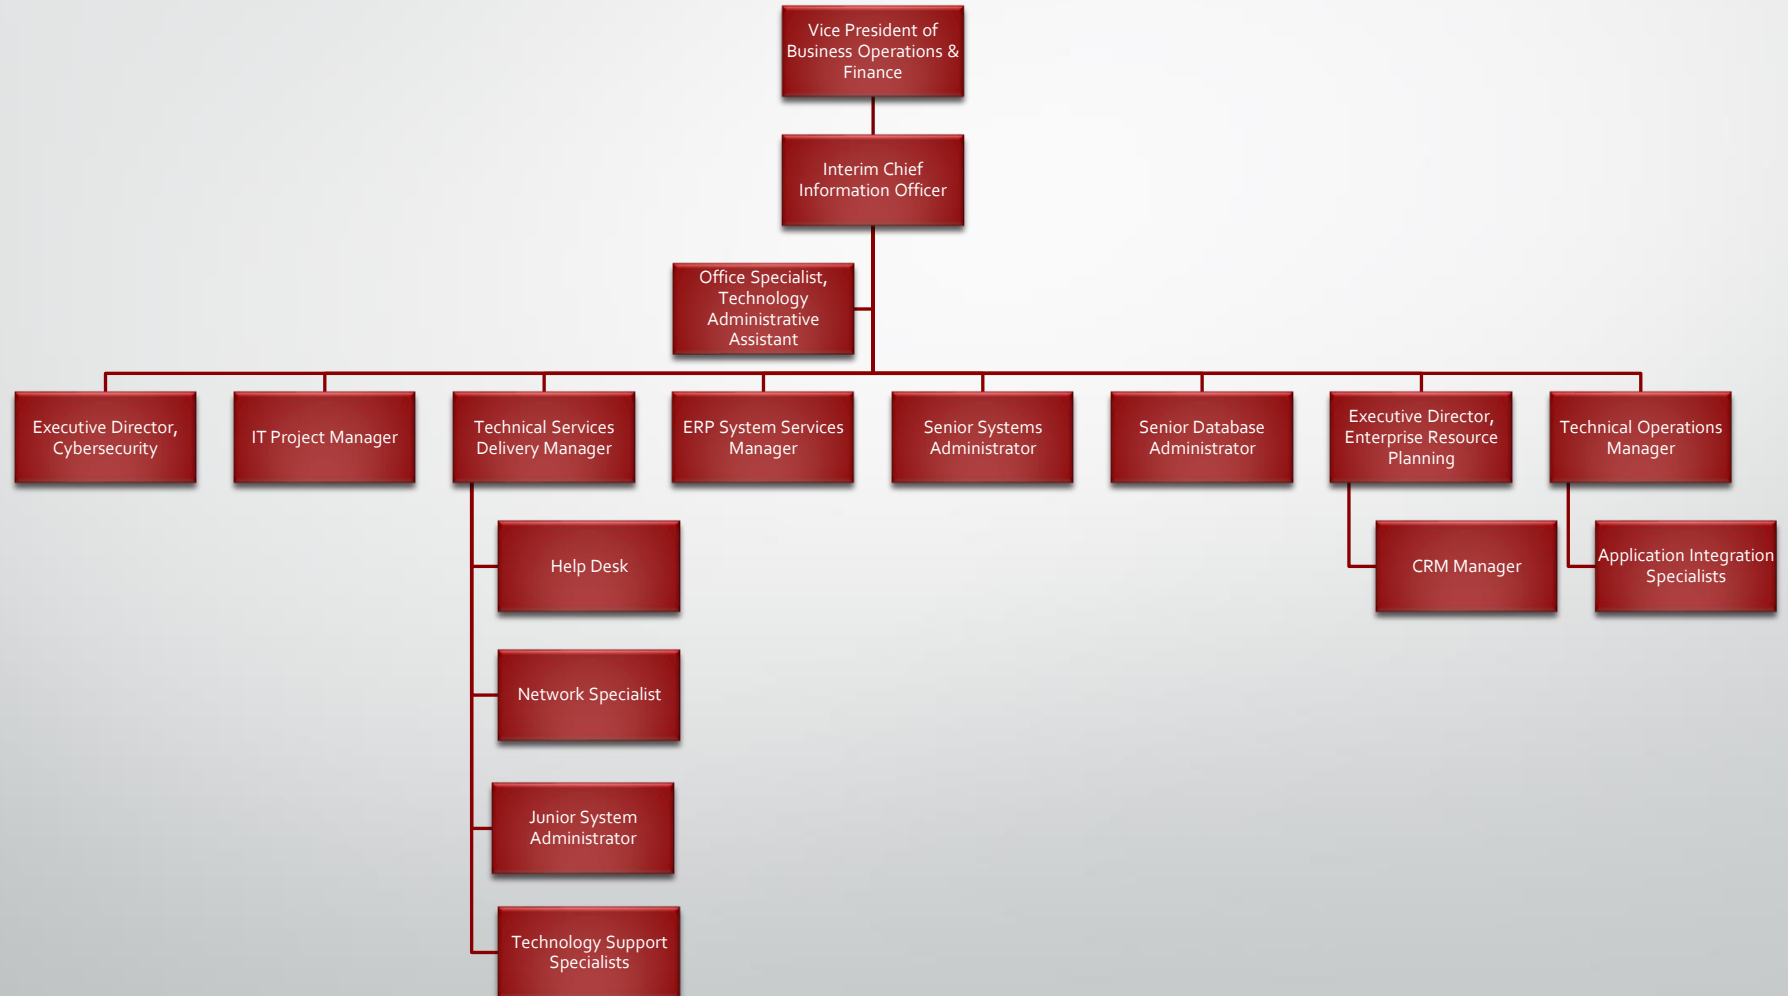 Vice President of
Business Operations &
Finance
Interim Chief
Information Officer
Office Specialist,
Technology
Administrative
Assistant
Executive Director,
Cybersecurity
IT Project Manager
Technical Services
Delivery Manager
ERP System Services
Manager
Senior Systems
Administrator
Senior Database
Administrator
Executive Director,
Enterprise Resource
Planning
Technical Operations
Manager
Help Desk
CRM Manager
Application Integration
Specialists
Network Specialist
Junior System
Administrator
Technology Support
Specialists